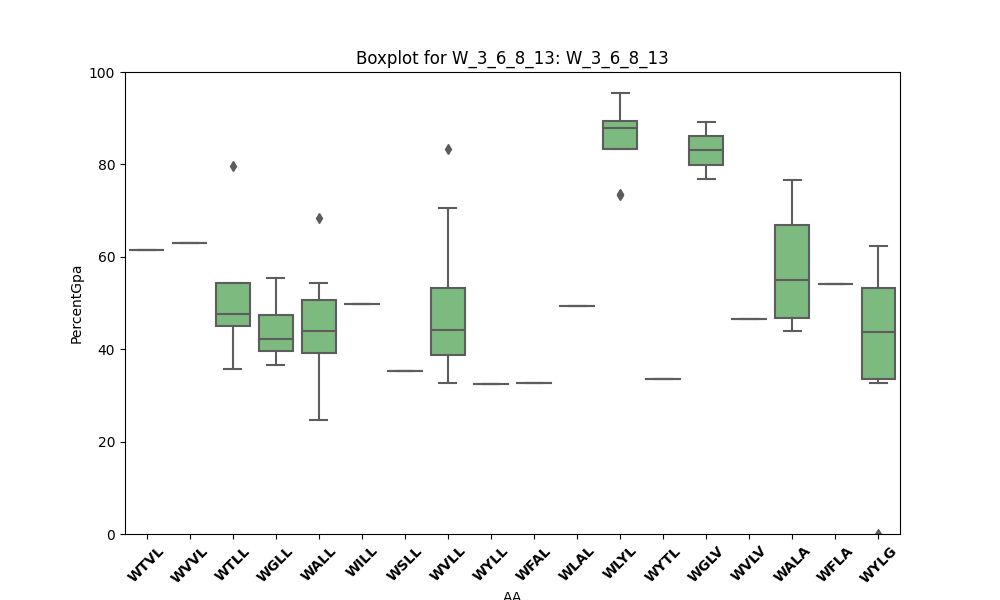 Boxplot for W_3_6_8_13: W_3_6_8_13
100
80
60
40
20
0
PercentGpa
WTVL
WVVL
WTLL
WGLL
WALL
WILL
WSLL
WVLL
WYLL
WFAL
WLAL
WLYL
WYTL
WGLV
WVLV
WALA
WFLA
WYLG
AA